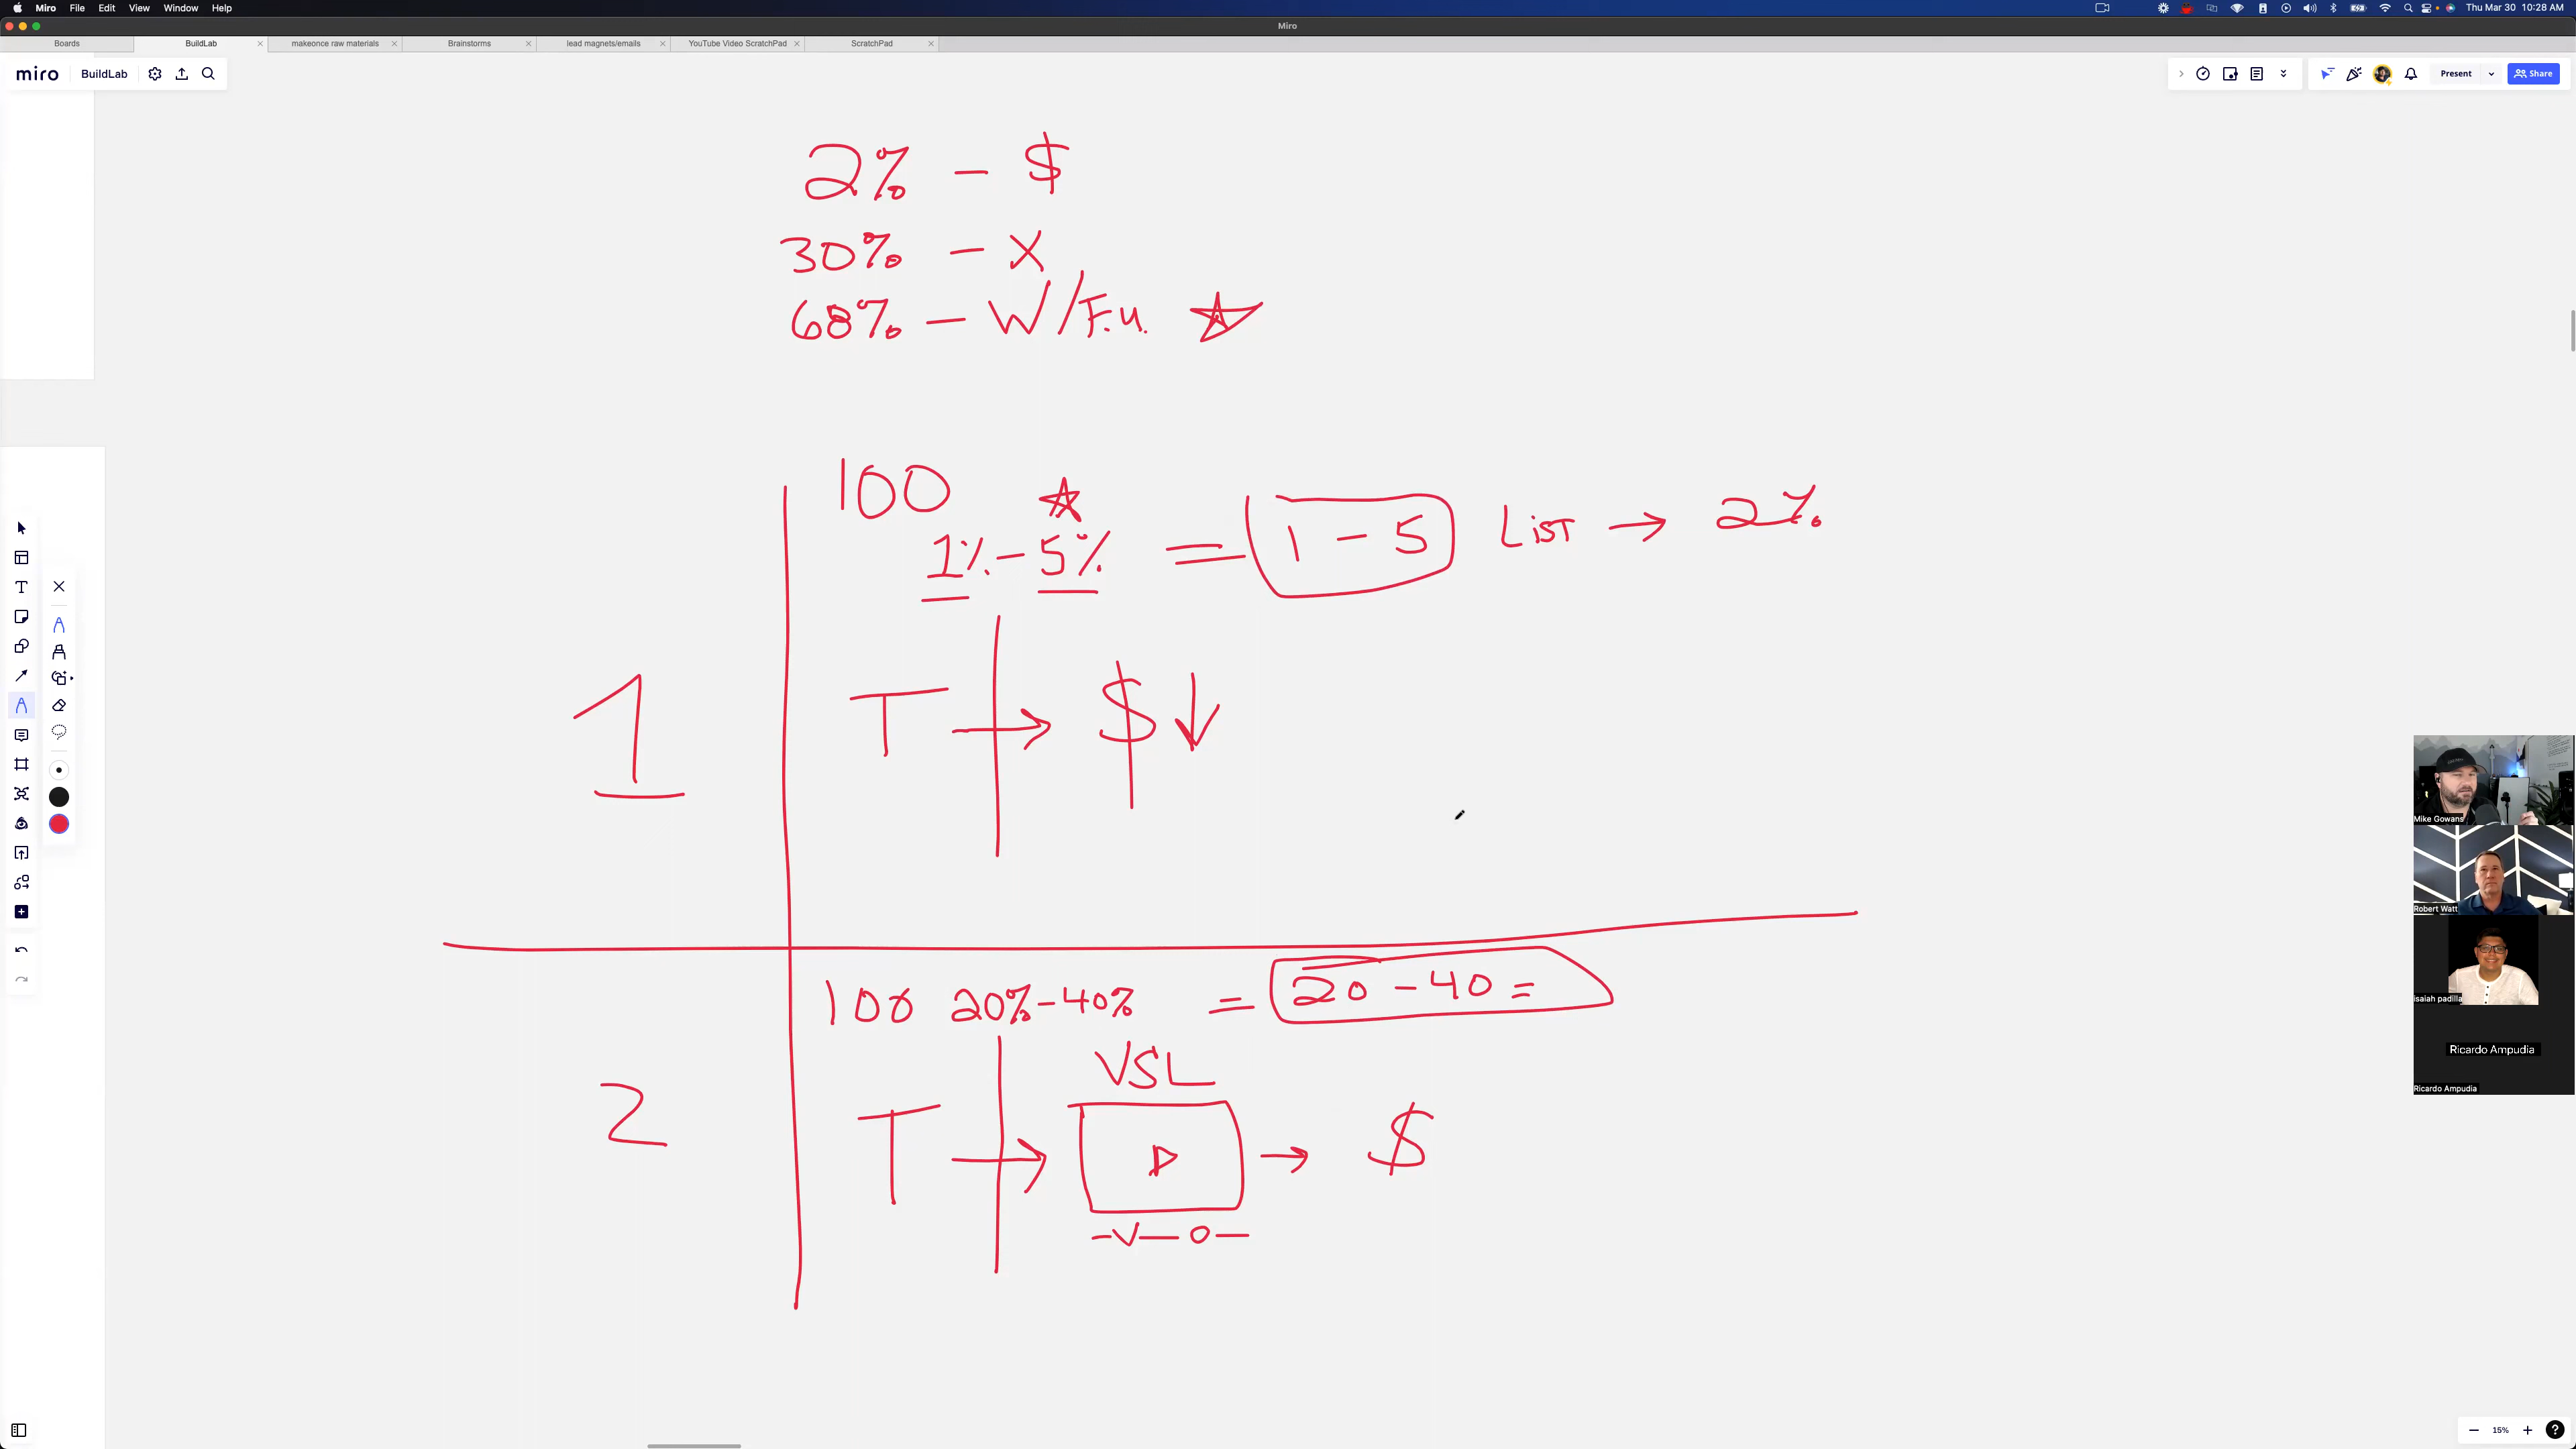 Miro File Edit View Window Help
Thu Mar 30 10:28 AM
Miro
Boards BuildLab makeonce raw materials Brainstorms lead magnets/emails YouTube Video ScratchPad ScratchPad
miro BuildLab
Present Share
2% - $
30% - X
68% - W/F.u.
100
1% - 5% = 1 - 5 List → 2%
1 T → $ ↓
100 20% - 40% = 20 - 40 =
VSL
2 T → → $
- V — O —
Mike Gowans
Robert Watt
isaiah padilla
Ricardo Ampudia
Ricardo Ampudia
15%